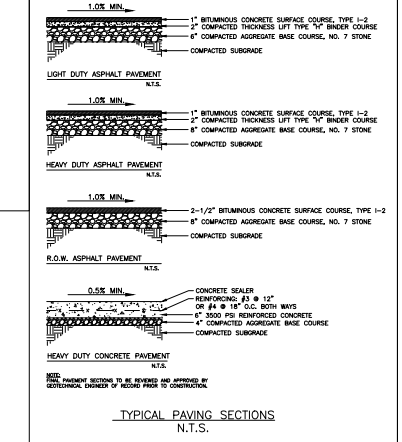 1.0% MIN.
1" BITUMINOUS CONCRETE SURFACE COURSE, TYPE I-2
2" COMPACTED THICKNESS LIFT TYPE "H" BINDER COURSE
6" COMPACTED AGGREGATE BASE COURSE, NO. 7 STONE
COMPACTED SUBGRADE
LIGHT DUTY ASPHALT PAVEMENT
N.T.S.
1.0% MIN.
1" BITUMINOUS CONCRETE SURFACE COURSE, TYPE I-2
2" COMPACTED THICKNESS LIFT TYPE "H" BINDER COURSE
8" COMPACTED AGGREGATE BASE COURSE, NO. 7 STONE
COMPACTED SUBGRADE
HEAVY DUTY ASPHALT PAVEMENT
N.T.S.
1.0% MIN.
2-1/2" BITUMINOUS CONCRETE SURFACE COURSE, TYPE I-2
8" COMPACTED AGGREGATE BASE COURSE, NO. 7 STONE
COMPACTED SUBGRADE
R.O.W. ASPHALT PAVEMENT
N.T.S.
0.5% MIN.
CONCRETE SEALER
REINFORCING: #3 @ 12"
OR #4 @ 18" O.C. BOTH WAYS
6" 3500 PSI REINFORCED CONCRETE
4" COMPACTED AGGREGATE BASE COURSE
COMPACTED SUBGRADE
HEAVY DUTY CONCRETE PAVEMENT
N.T.S.
NOTE:
FINAL PAVEMENT SECTIONS TO BE REVIEWED AND APPROVED BY
GEOTECHNICAL ENGINEER OF RECORD PRIOR TO CONSTRUCTION.
TYPICAL PAVING SECTIONS
N.T.S.